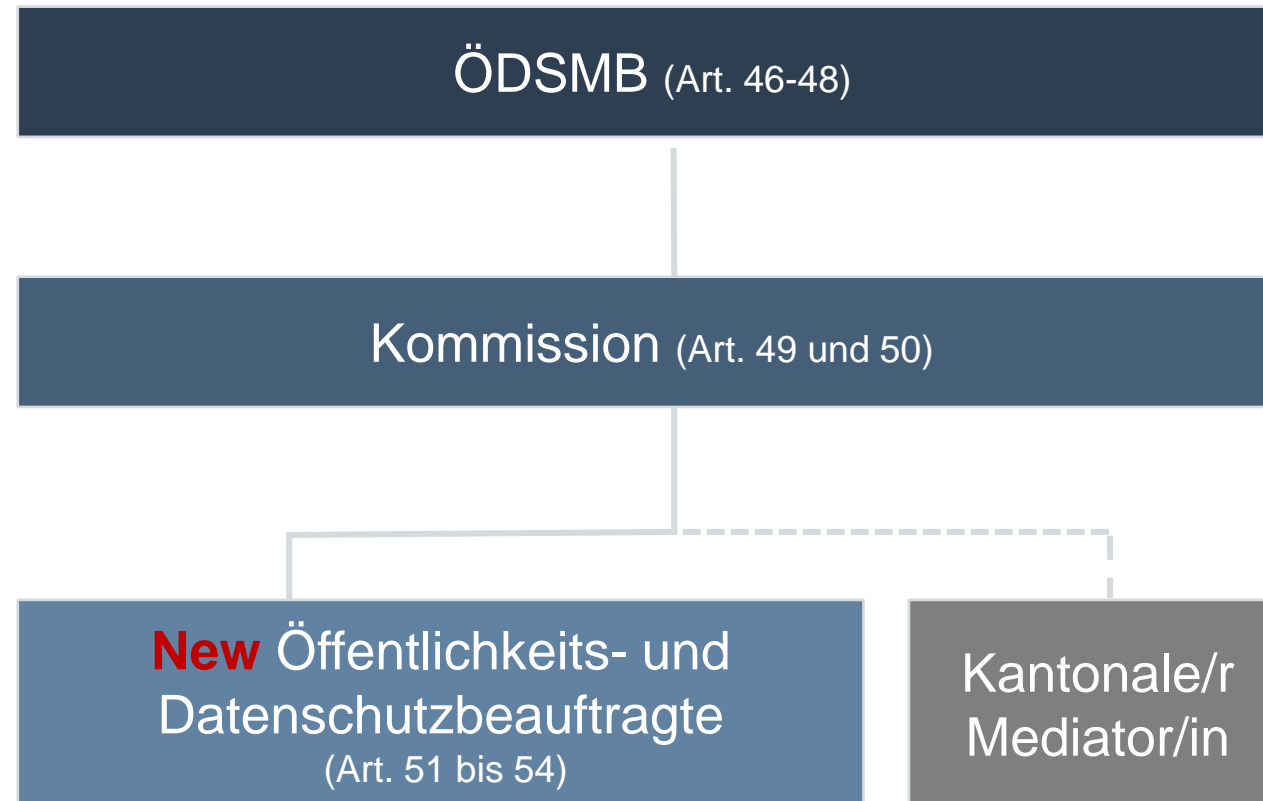 ÖDSMB (Art. 46-48)
Kommission (Art. 49 und 50)
New Öffentlichkeits- und
Datenschutzbeauftragte
(Art. 51 bis 54)
Kantonale/r
Mediator/in